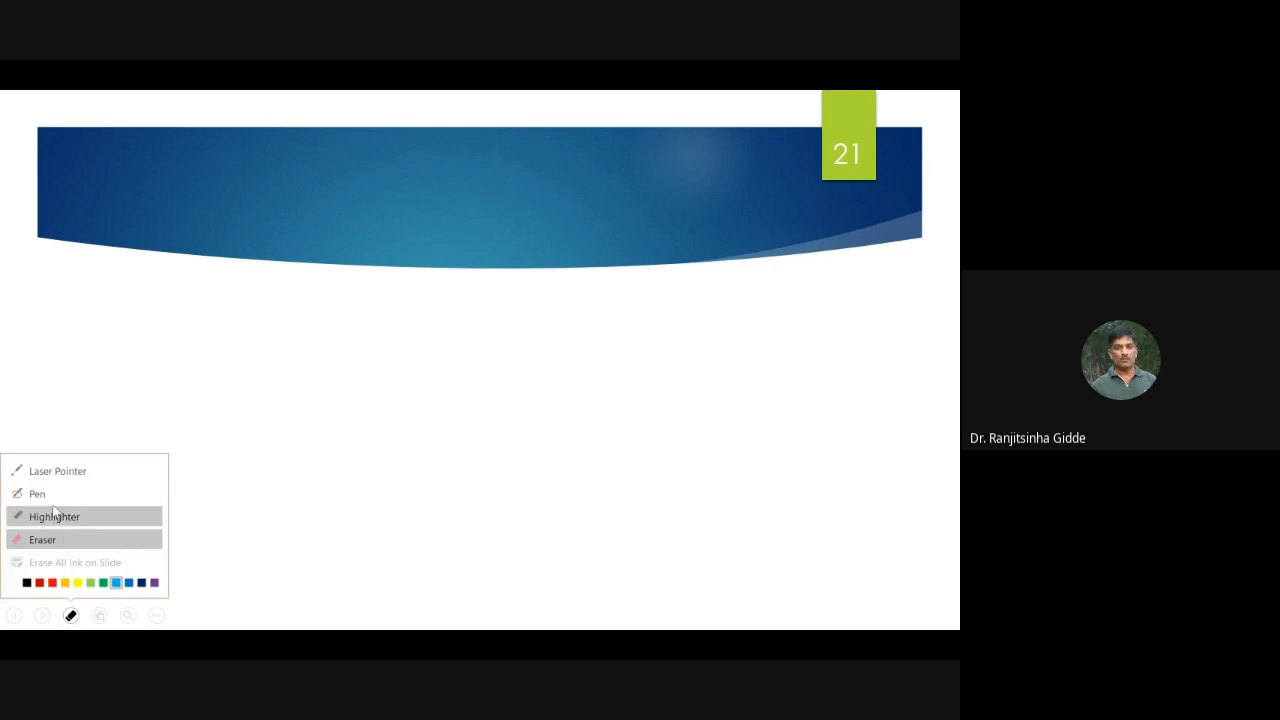 21
Laser Pointer
Pen
Highlighter
Eraser
Erase All Ink on Slide
Dr. Ranjitsinha Gidde